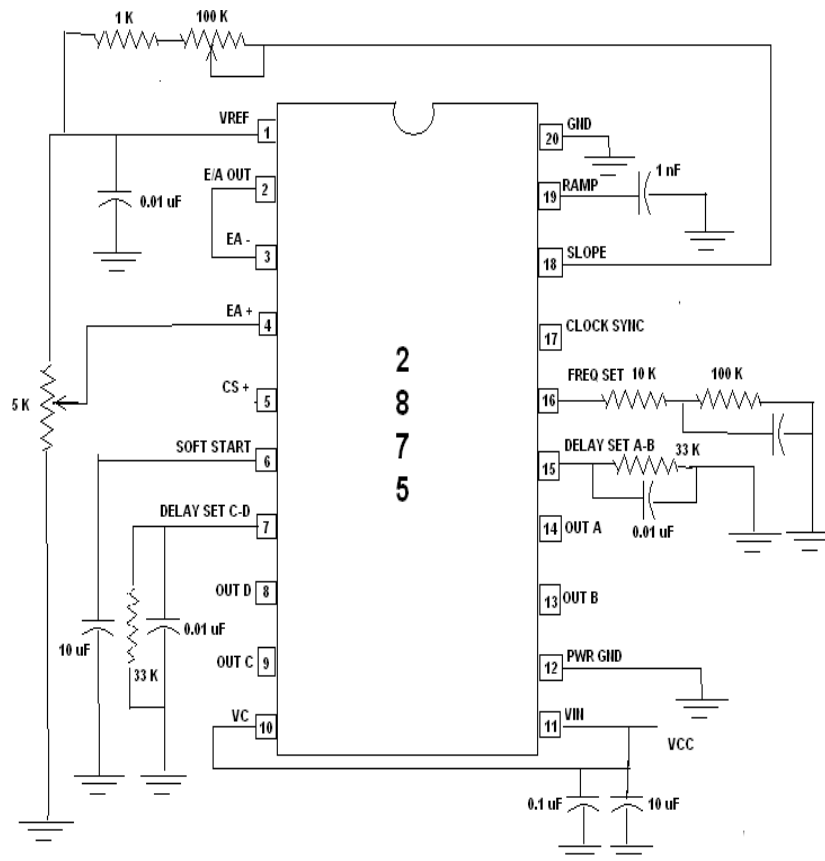 1 K
100 K
VREF
1
0.01 uF
E/A OUT
2
EA -
3
EA +
4
5 K
CS +
5
SOFT START
6
DELAY SET C-D
7
OUT D
8
10 uF
33 K
0.01 uF
OUT C
9
VC
10
2
8
7
5
GND
20
1 nF
RAMP
19
SLOPE
18
CLOCK SYNC
17
FREQ SET
16
10 K
100 K
DELAY SET A-B
15
33 K
0.01 uF
14
OUT A
13
OUT B
PWR GND
12
VIN
11
VCC
0.1 uF
10 uF